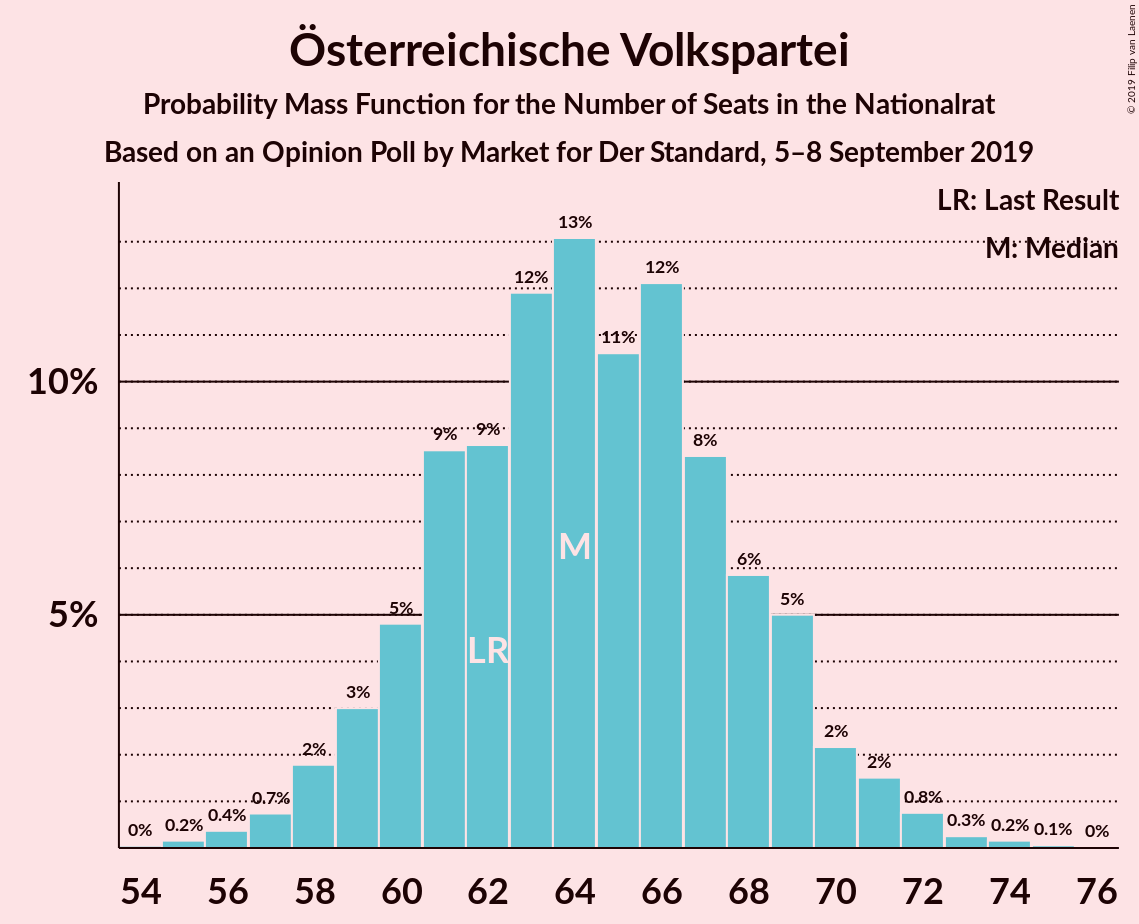 Österreichische Volkspartei
Probability Mass Function for the Number of Seats in the Nationalrat
Based on an Opinion Poll by Market for Der Standard, 5–8 September 2019
© 2019 Filip van Laenen
LR: Last Result
M: Median
10%
5%
0%
0.2%
0.4%
0.7%
2%
3%
5%
9%
9%
12%
13%
11%
12%
8%
6%
5%
2%
2%
0.8%
0.3%
0.2%
0.1%
0%
M
LR
54 56 58 60 62 64 66 68 70 72 74 76